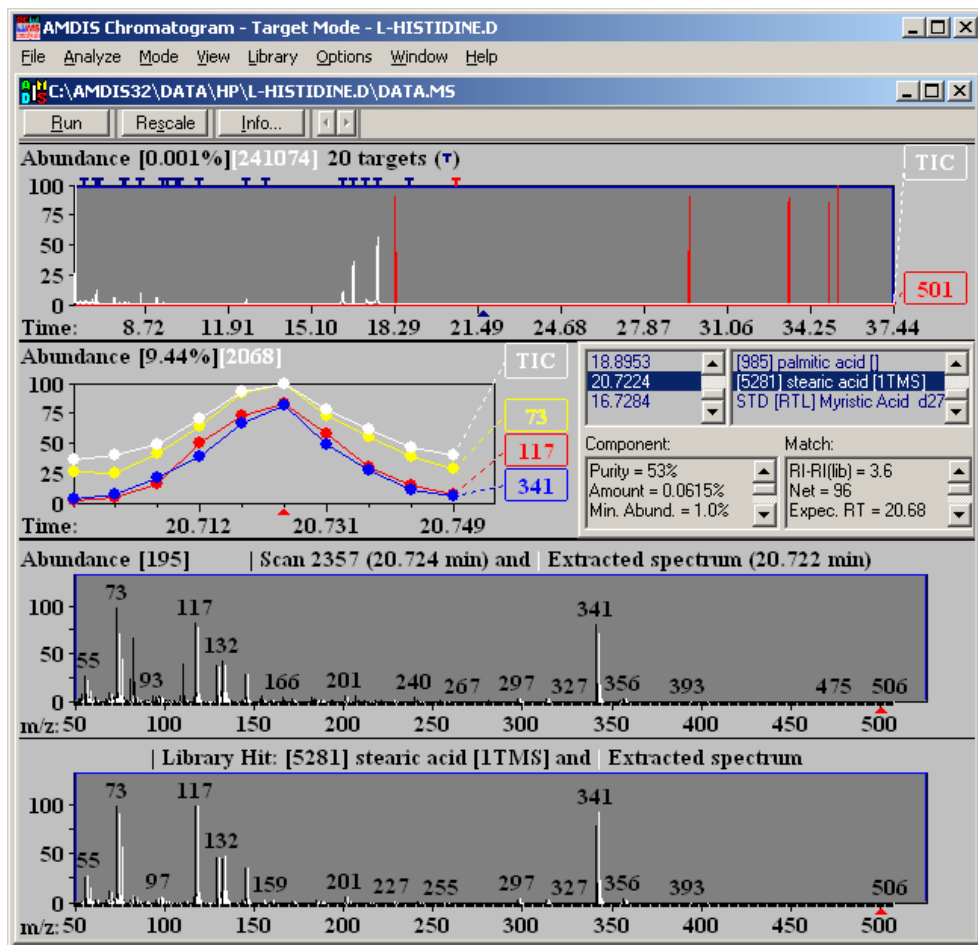 AMDIS Chromatogram - Target Mode - L-HISTIDINE.D
File Analyze Mode View Library Options Window Help
C:\AMDIS32\DATA\HP\L-HISTIDINE.D\DATA.MS
Run Rescale Info...
Abundance [0.001%][241074] 20 targets (T)
TIC
100
75
50
25
0
501
Time: 8.72 11.91 15.10 18.29 21.49 24.68 27.87 31.06 34.25 37.44
Abundance [9.44%][2068]
TIC
100
75
50
25
0
73
117
341
Time: 20.712 20.731 20.749
18.8953 [985] palmitic acid []
20.7224 [5281] stearic acid [1TMS]
16.7284 STD [RTL] Myristic Acid d27
Component: Match:
Purity = 53% RI-RI(lib) = 3.6
Amount = 0.0615% Net = 96
Min. Abund. = 1.0% Expec. RT = 20.68
Abundance [195] | Scan 2357 (20.724 min) and | Extracted spectrum (20.722 min)
100
50
0
73 117 341
132
55 93 166 201 240 267 297 327 356 393 475 506
m/z: 50 100 150 200 250 300 350 400 450 500
| Library Hit: [5281] stearic acid [1TMS] and | Extracted spectrum
100
50
0
73 117 341
132
55 97 159 201 227 255 297 327 356 393 506
m/z: 50 100 150 200 250 300 350 400 450 500